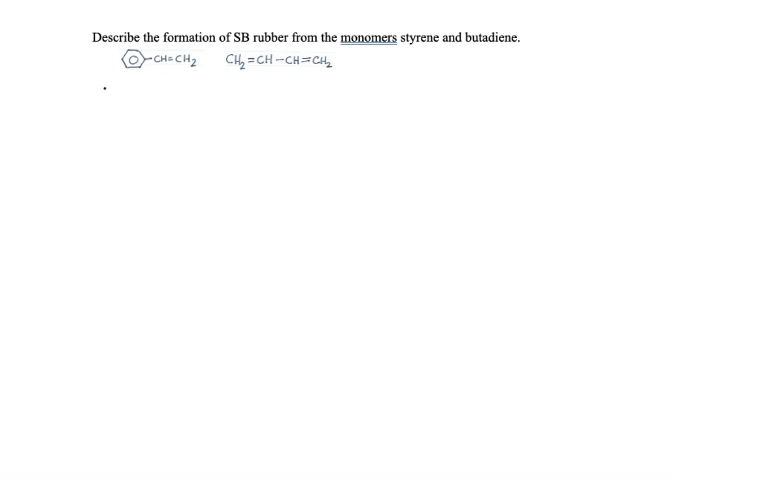 Describe the formation of SB rubber from the monomers styrene and butadiene.
-CH=CH2 CH2=CH-CH=CH2